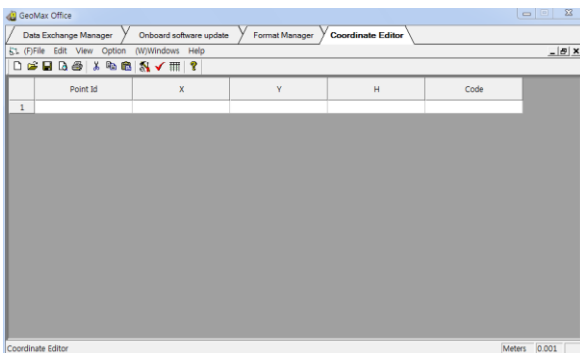 GeoMax Office
Data Exchange Manager Onboard software update Format Manager Coordinate Editor
(F)File Edit View Option (W)Windows Help
Point Id X Y H Code
1
Coordinate Editor Meters 0.001